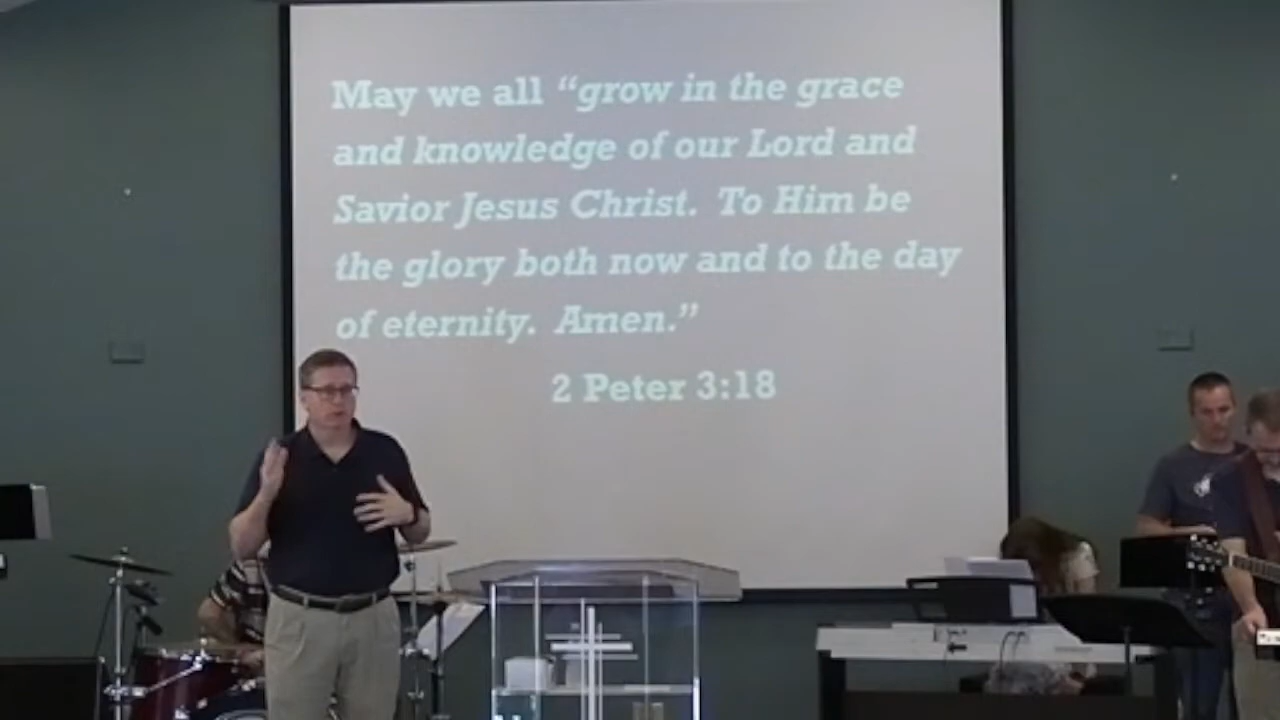 May we all “grow in the grace
and knowledge of our Lord and
Savior Jesus Christ.  To Him be
the glory both now and to the day
of eternity.  Amen.”
2 Peter 3:18